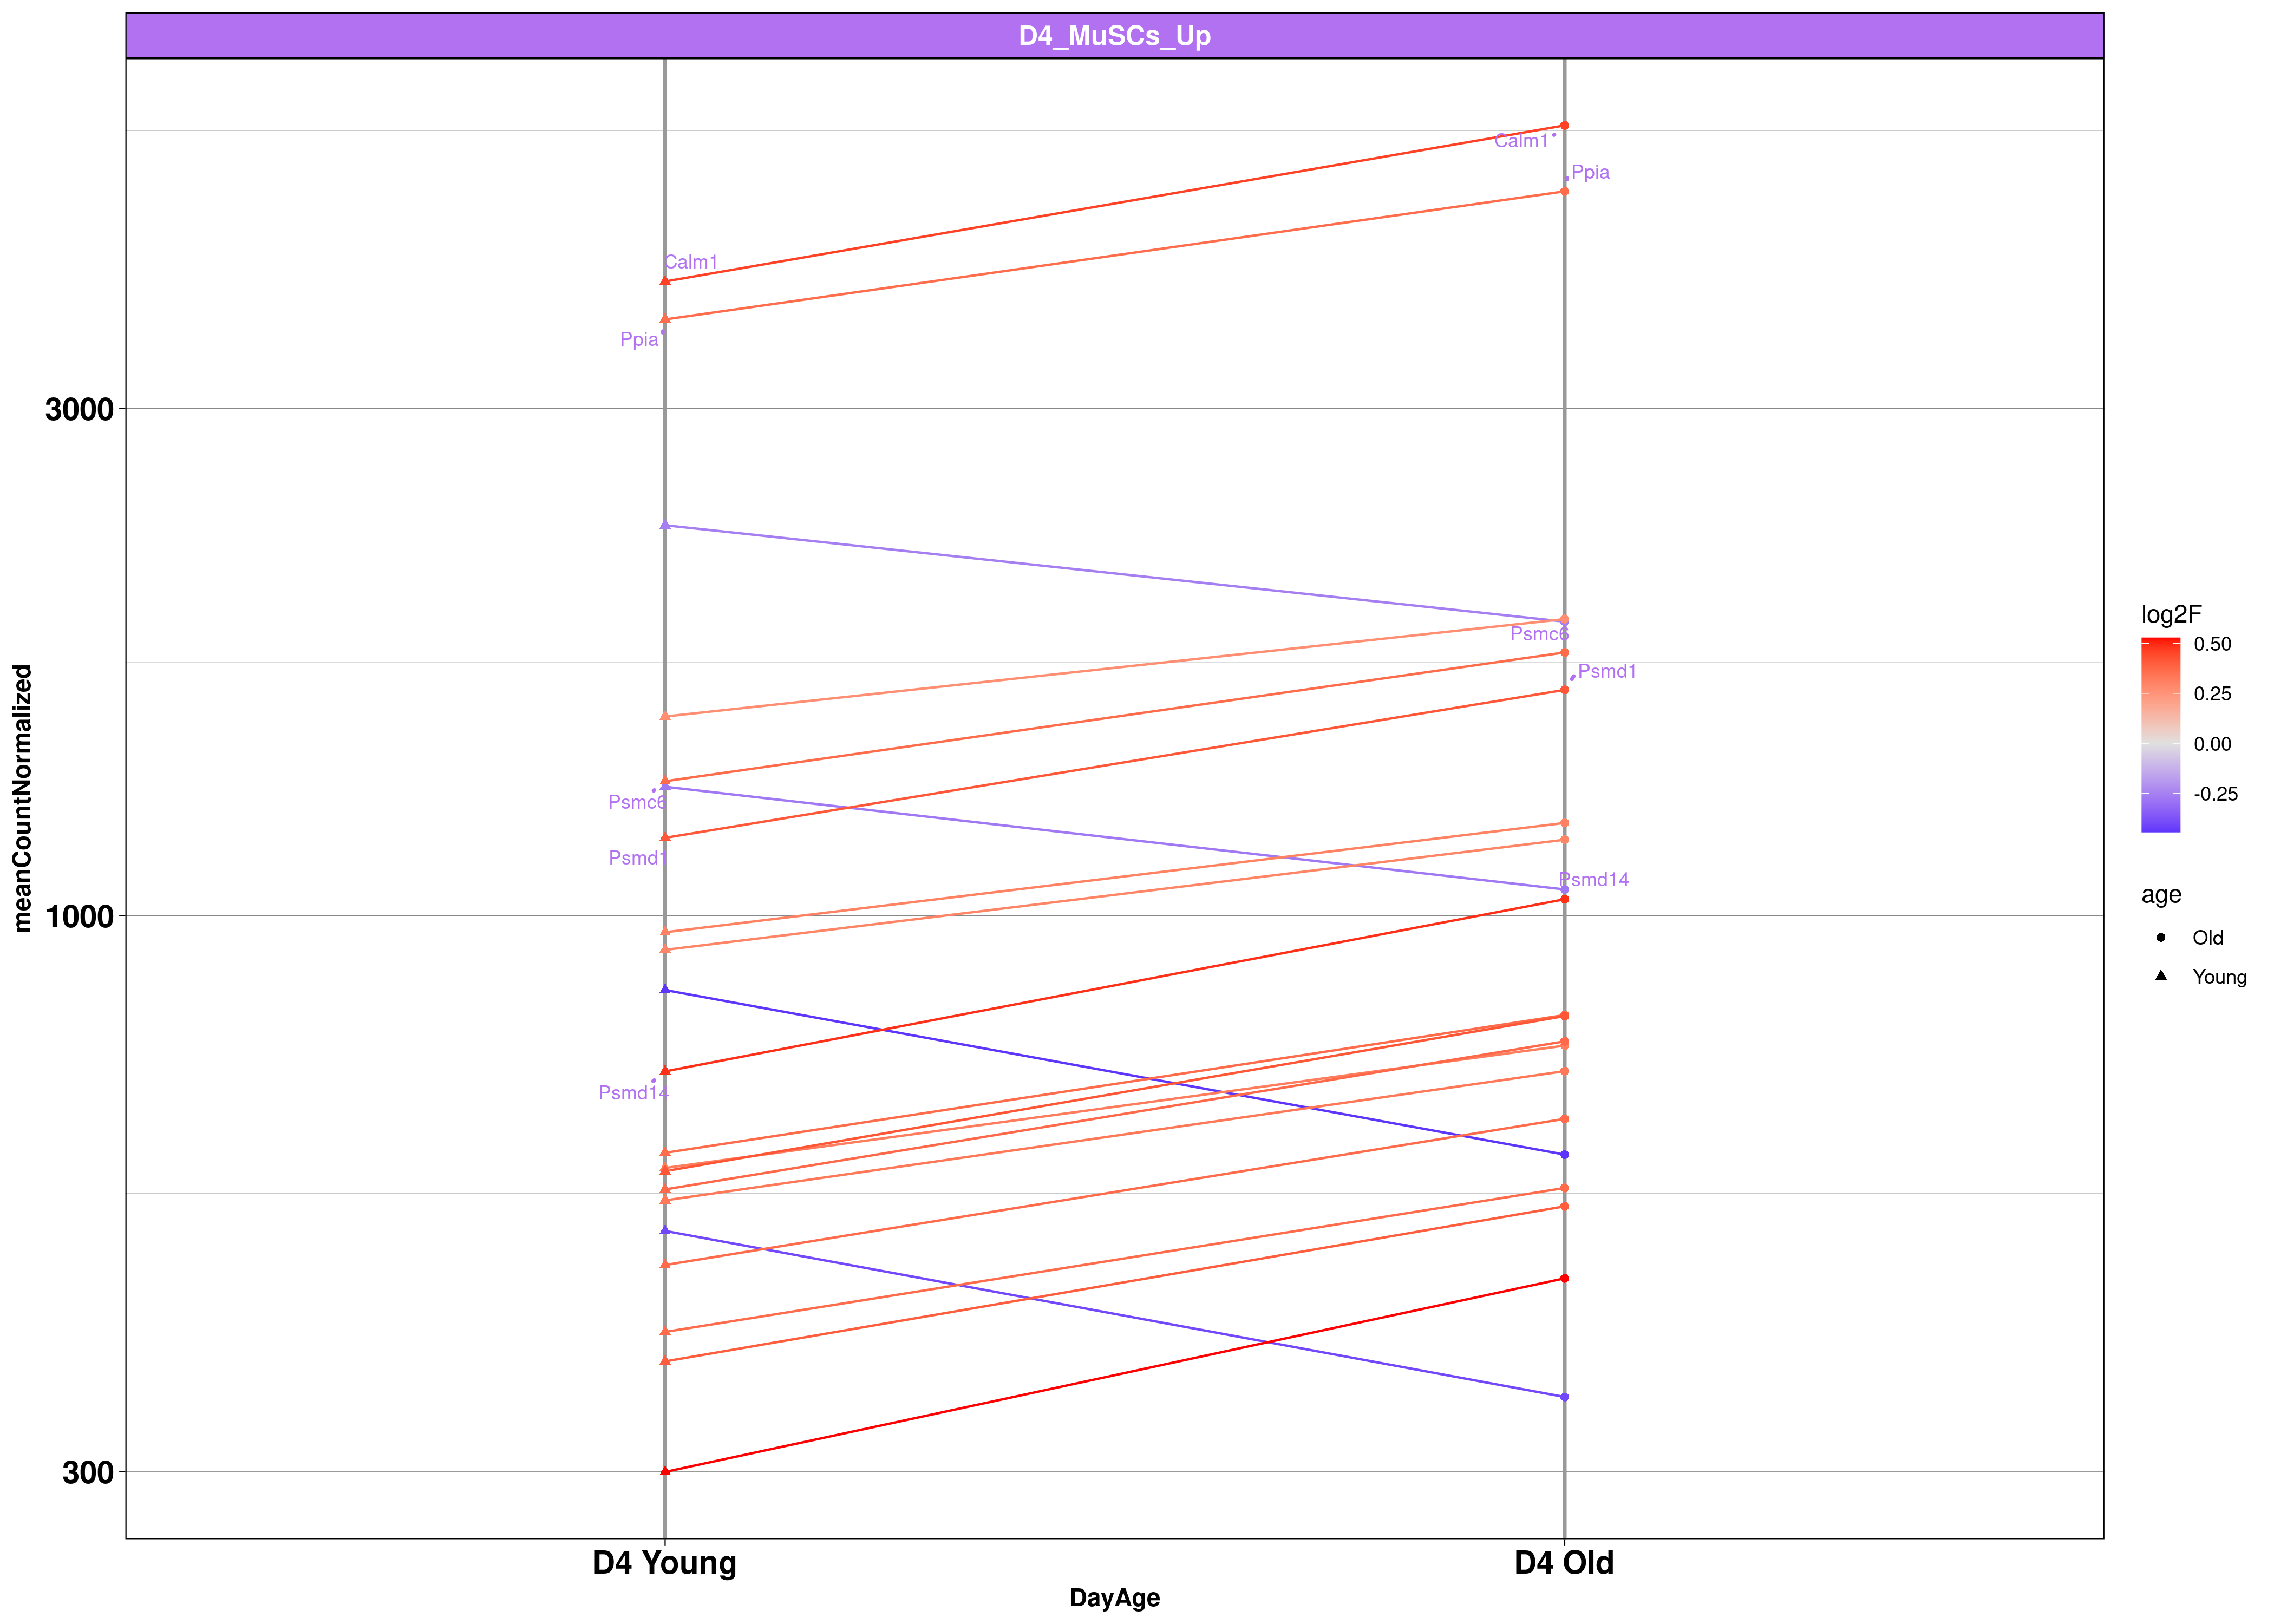 D4_MuSCs_Up
Calm1
Ppia
Calm1
Ppia
3000
Psmc6
Psmd1
Psmc6
Psmd1
Psmd14
1000
Psmd14
300
meanCountNormalized
D4 Young
D4 Old
DayAge
log2F
0.50
0.25
0.00
-0.25
age
Old
Young